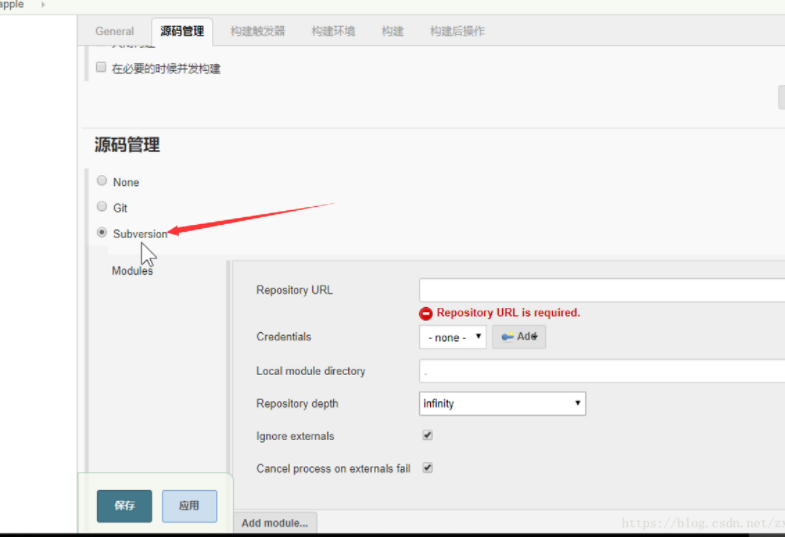 apple
General 源码管理 构建触发器 构建环境 构建 构建后操作
在必要的时候并发构建
源码管理
None
Git
Subversion
Modules
Repository URL
Repository URL is required.
Credentials - none - Add
Local module directory .
Repository depth infinity
Ignore externals
Cancel process on externals fail
保存 应用
Add module...
https://blog.csdn.net/